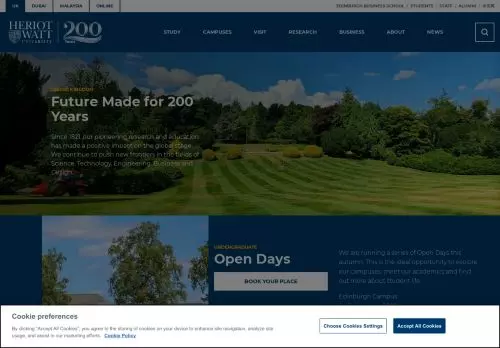 UK DUBAI MALAYSIA ONLINE
EDINBURGH BUSINESS SCHOOL | STUDENTS | STAFF | ALUMNI | 中文网
HERIOT WATT UNIVERSITY 200 Years
STUDY CAMPUSES VISIT RESEARCH BUSINESS ABOUT NEWS
Future Made for 200
Years
Since 1821, our pioneering research and education
has made a positive impact on the global stage.
We continue to push new frontiers in the fields of
Science, Technology, Engineering, Business and
Design.
UNDERGRADUATE
Open Days
BOOK YOUR PLACE
We are running a series of Open Days this
autumn. This is the ideal opportunity to explore
our campuses, meet our academics and find
out more about student life.
Edinburgh Campus
Cookie preferences
By clicking "Accept All Cookies", you agree to the storing of cookies on your device to enhance site navigation, analyze site
usage, and assist in our marketing efforts. Cookie Policy
Choose Cookies Settings
Accept All Cookies